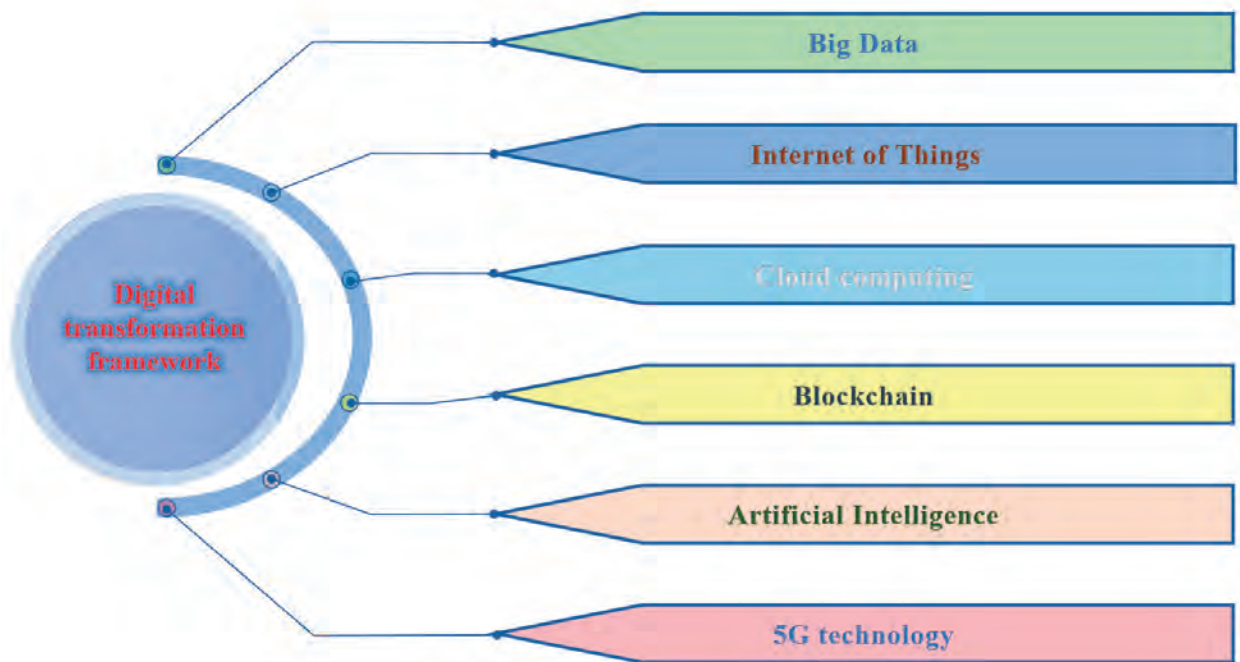 Big Data
Internet of Things
Cloud computing
Digital
transformation
framework
Blockchain
Artificial Intelligence
5G technology